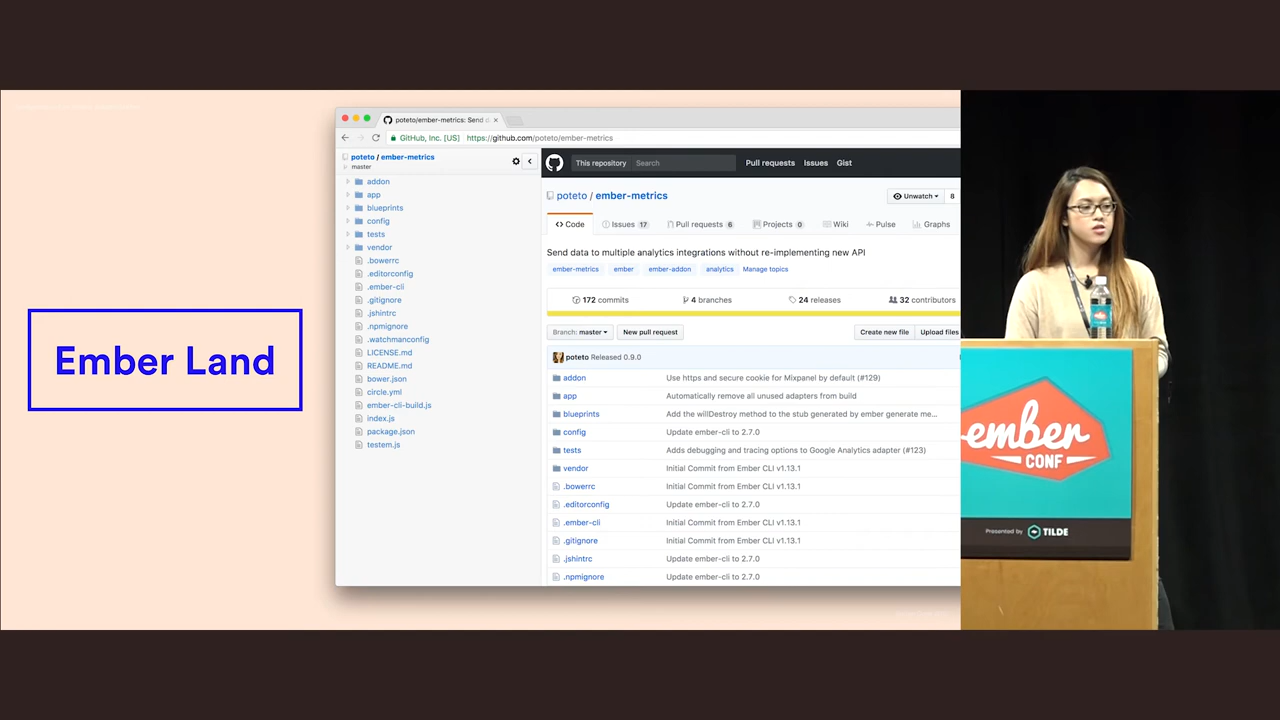 Ember Land
poteto/ember-metrics: Send d
GitHub, Inc. [US] https://github.com/poteto/ember-metrics
poteto / ember-metrics
master
addon
app
blueprints
config
tests
vendor
.bowerrc
.editorconfig
.ember-cli
.gitignore
.jshintrc
.npmignore
.watchmanconfig
LICENSE.md
README.md
bower.json
circle.yml
ember-cli-build.js
index.js
package.json
testem.js
This repository Search Pull requests Issues Gist
poteto / ember-metrics Unwatch 8
Code Issues 17 Pull requests 6 Projects 0 Wiki Pulse Graphs
Send data to multiple analytics integrations without re-implementing new API
ember-metrics ember ember-addon analytics Manage topics
172 commits 4 branches 24 releases 32 contributors
Branch: master New pull request Create new file Upload files
poteto Released 0.9.0
addon Use https and secure cookie for Mixpanel by default (#129)
app Automatically remove all unused adapters from build
blueprints Add the willDestroy method to the stub generated by ember generate me...
config Update ember-cli to 2.7.0
tests Adds debugging and tracing options to Google Analytics adapter (#123)
vendor Initial Commit from Ember CLI v1.13.1
.bowerrc Initial Commit from Ember CLI v1.13.1
.editorconfig Update ember-cli to 2.7.0
.ember-cli Initial Commit from Ember CLI v1.13.1
.gitignore Initial Commit from Ember CLI v1.13.1
.jshintrc Update ember-cli to 2.7.0
.npmignore Update ember-cli to 2.7.0
ember
CONF
Presented by TILDE